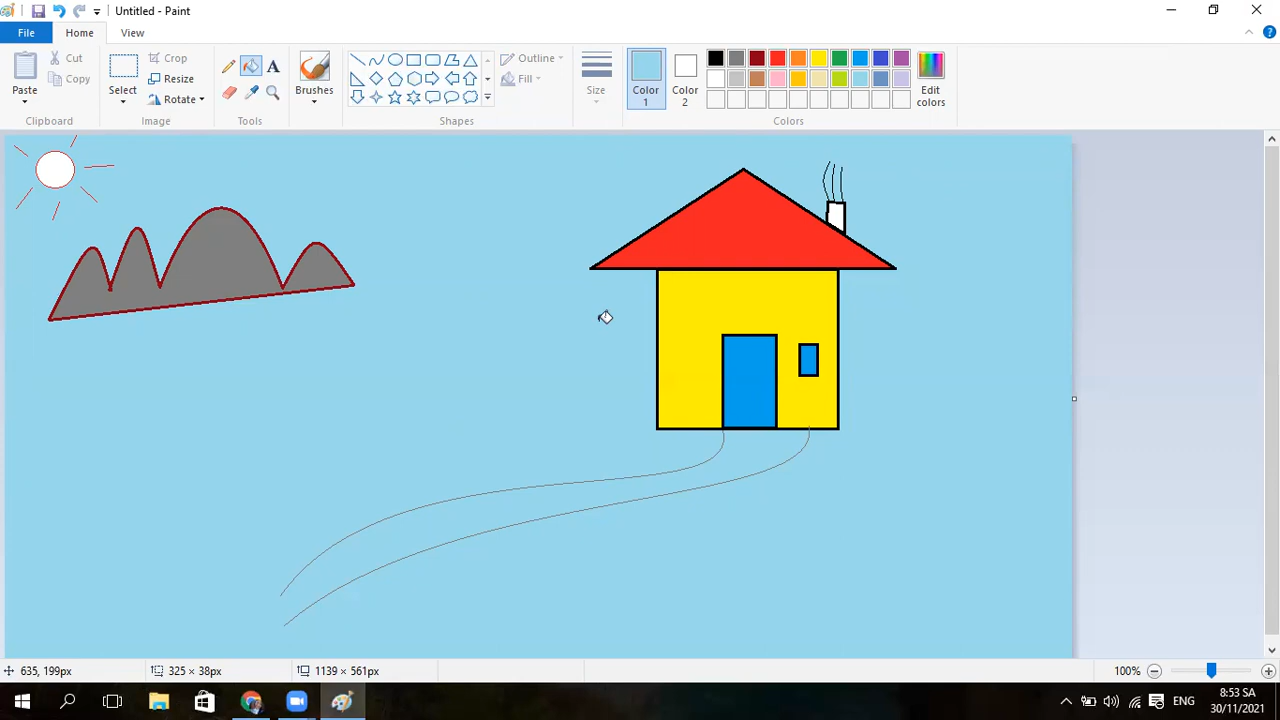 Untitled - Paint
File Home View
Paste
Cut
Copy
Clipboard
Select
Crop
Resize
Rotate
Image
A
Tools
Brushes
Outline
Fill
Shapes
Size
Color 1
Color 2
Edit colors
Colors
635, 199px
325 × 38px
1139 × 561px
100%
ENG
8:53 SA
30/11/2021